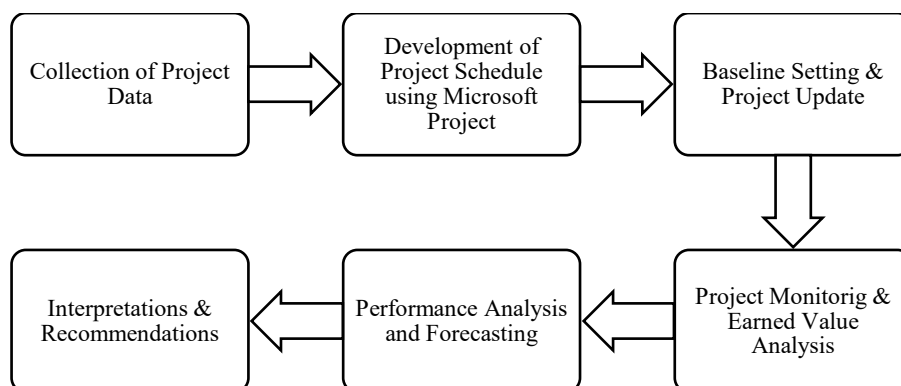 Collection of Project
Data
Development of
Project Schedule
using Microsoft
Project
Baseline Setting &
Project Update
Project Monitorig &
Earned Value
Analysis
Performance Analysis
and Forecasting
Interpretations &
Recommendations